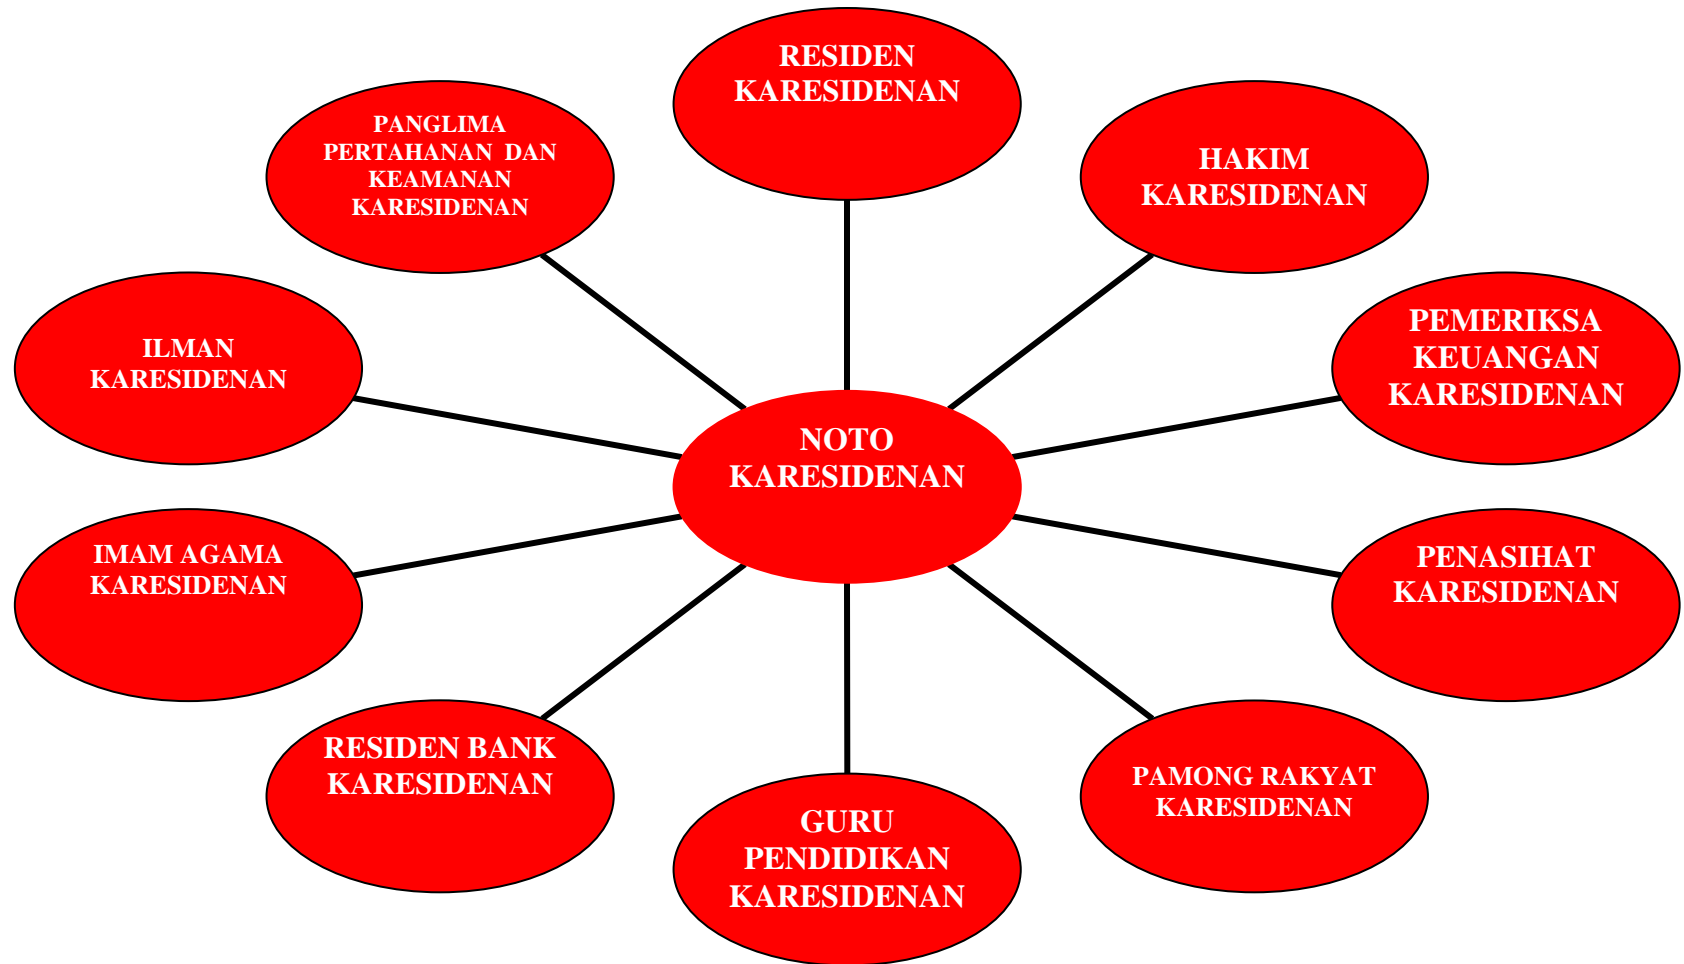 RESIDEN
KARESIDENAN
PANGLIMA
PERTAHANAN  DAN
KEAMANAN
KARESIDENAN
HAKIM
KARESIDENAN
ILMAN
KARESIDENAN
PEMERIKSA
KEUANGAN
KARESIDENAN
NOTO
KARESIDENAN
IMAM AGAMA
KARESIDENAN
PENASIHAT
KARESIDENAN
RESIDEN BANK
KARESIDENAN
PAMONG RAKYAT
KARESIDENAN
GURU
PENDIDIKAN
KARESIDENAN